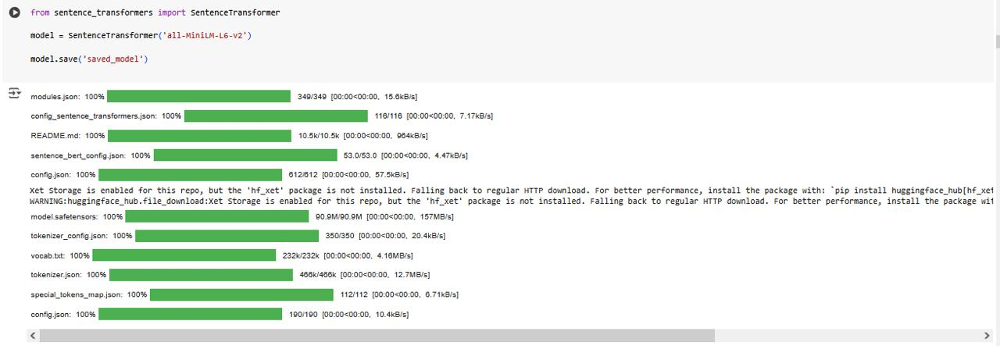 from sentence_transformers import SentenceTransformer
model = SentenceTransformer('all-MiniLM-L6-v2')
model.save('saved_model')
modules.json: 100% 349/349 [00:00<00:00, 15.6kB/s]
config_sentence_transformers.json: 100% 116/116 [00:00<00:00, 7.17kB/s]
README.md: 100% 10.5k/10.5k [00:00<00:00, 964kB/s]
sentence_bert_config.json: 100% 53.0/53.0 [00:00<00:00, 4.47kB/s]
config.json: 100% 612/612 [00:00<00:00, 57.5kB/s]
Xet Storage is enabled for this repo, but the 'hf_xet' package is not installed. Falling back to regular HTTP download. For better performance, install the package with: `pip install huggingface_hub[hf_xet
WARNING:huggingface_hub.file_download:Xet Storage is enabled for this repo, but the 'hf_xet' package is not installed. Falling back to regular HTTP download. For better performance, install the package wit
model.safetensors: 100% 90.9M/90.9M [00:00<00:00, 157MB/s]
tokenizer_config.json: 100% 350/350 [00:00<00:00, 20.4kB/s]
vocab.txt: 100% 232k/232k [00:00<00:00, 4.16MB/s]
tokenizer.json: 100% 466k/466k [00:00<00:00, 12.7MB/s]
special_tokens_map.json: 100% 112/112 [00:00<00:00, 6.71kB/s]
config.json: 100% 190/190 [00:00<00:00, 10.4kB/s]